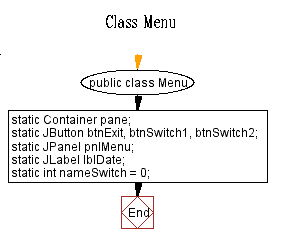 Class Menu
public class Menu
static Container pane;
static JButton btnExit, btnSwitch1, btnSwitch2;
static JPanel pnlMenu;
static JLabel lblDate;
static int nameSwitch = 0;
End